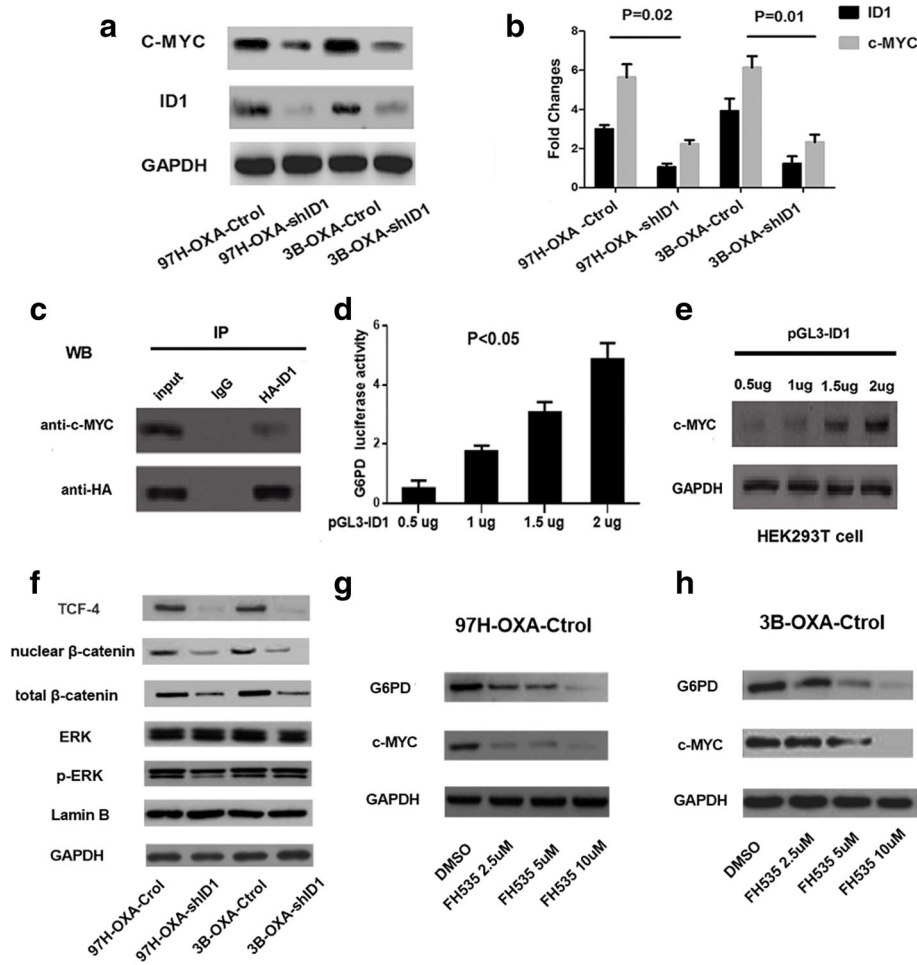 a
C-MYC
ID1
GAPDH
97H-OXA-Ctrol
97H-OXA-shID1
3B-OXA-Ctrol
3B-OXA-shID1
b
P=0.02
P=0.01
ID1
c-MYC
Fold Changes
8
6
4
2
0
97H-OXA -Ctrol
97H-OXA -shID1
3B-OXA-Ctrol
3B-OXA-shID1
c
IP
WB
input
IgG
HA-ID1
anti-c-MYC
anti-HA
d
P<0.05
G6PD luciferase activity
6
4
2
0
pGL3-ID1
0.5 ug
1 ug
1.5 ug
2 ug
e
pGL3-ID1
0.5ug
1ug
1.5ug
2ug
c-MYC
GAPDH
HEK293T cell
f
TCF-4
nuclear β-catenin
total β-catenin
ERK
p-ERK
Lamin B
GAPDH
97H-OXA-Crol
97H-OXA-shID1
3B-OXA-Ctrol
3B-OXA-shID1
g
97H-OXA-Ctrol
G6PD
c-MYC
GAPDH
DMSO
FH535 2.5uM
FH535 5uM
FH535 10uM
h
3B-OXA-Ctrol
G6PD
c-MYC
GAPDH
DMSO
FH535 2.5uM
FH535 5uM
FH535 10uM